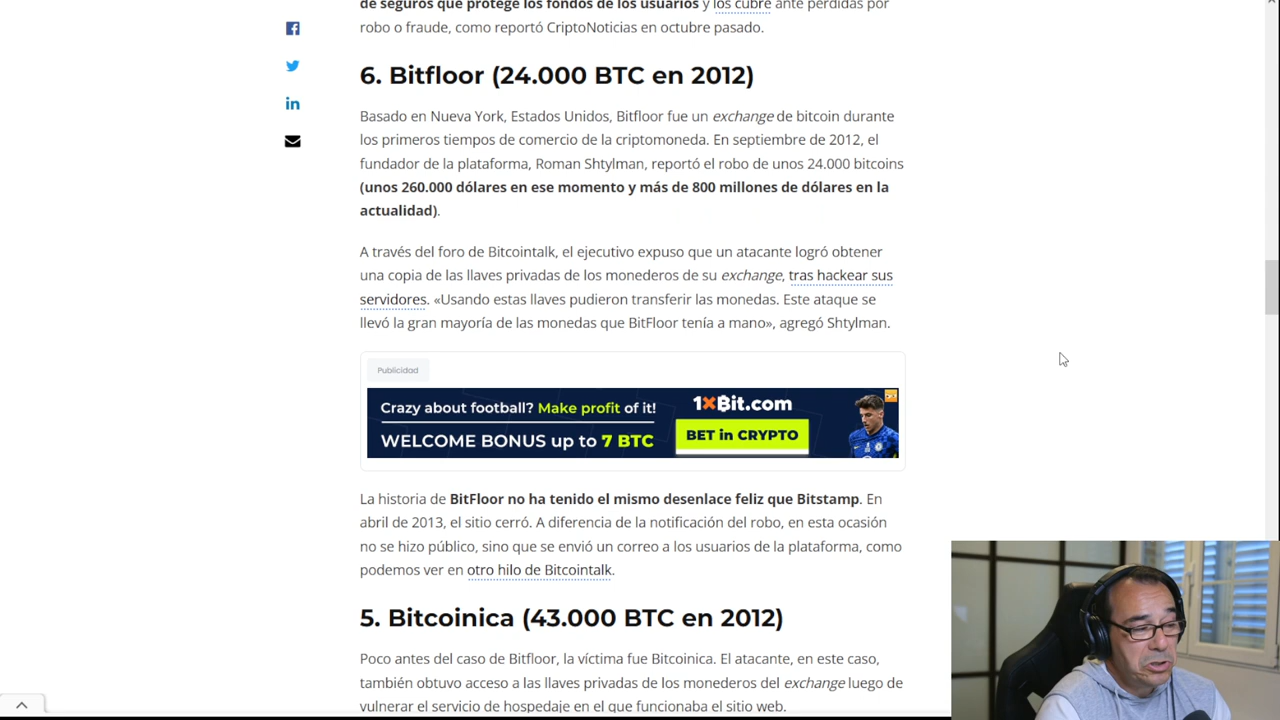 de seguros que protege los fondos de los usuarios y los cubre ante pérdidas por
robo o fraude, como reportó CriptoNoticias en octubre pasado.
6. Bitfloor (24.000 BTC en 2012)
Basado en Nueva York, Estados Unidos, Bitfloor fue un exchange de bitcoin durante
los primeros tiempos de comercio de la criptomoneda. En septiembre de 2012, el
fundador de la plataforma, Roman Shtylman, reportó el robo de unos 24.000 bitcoins
(unos 260.000 dólares en ese momento y más de 800 millones de dólares en la
actualidad).
A través del foro de Bitcointalk, el ejecutivo expuso que un atacante logró obtener
una copia de las llaves privadas de los monederos de su exchange, tras hackear sus
servidores. «Usando estas llaves pudieron transferir las monedas. Este ataque se
llevó la gran mayoría de las monedas que BitFloor tenía a mano», agregó Shtylman.
Publicidad
Crazy about football? Make profit of it!
WELCOME BONUS up to 7 BTC
1xBit.com
BET in CRYPTO
La historia de BitFloor no ha tenido el mismo desenlace feliz que Bitstamp. En
abril de 2013, el sitio cerró. A diferencia de la notificación del robo, en esta ocasión
no se hizo público, sino que se envió un correo a los usuarios de la plataforma, como
podemos ver en otro hilo de Bitcointalk.
5. Bitcoinica (43.000 BTC en 2012)
Poco antes del caso de Bitfloor, la víctima fue Bitcoinica. El atacante, en este caso,
también obtuvo acceso a las llaves privadas de los monederos del exchange luego de
vulnerar el servicio de hospedaje en el que funcionaba el sitio web.